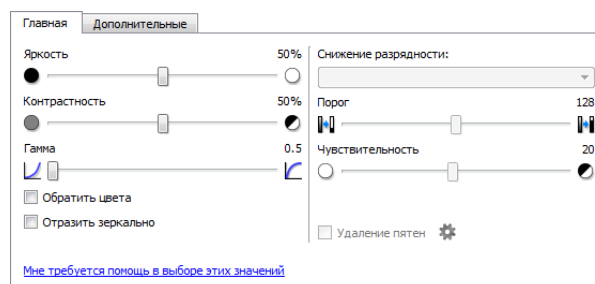 Главная Дополнительные
Яркость 50%
Контрастность 50%
Гамма 0.5
Обратить цвета
Отразить зеркально
Мне требуется помощь в выборе этих значений
Снижение разрядности:
Порог 128
Чувствительность 20
Удаление пятен